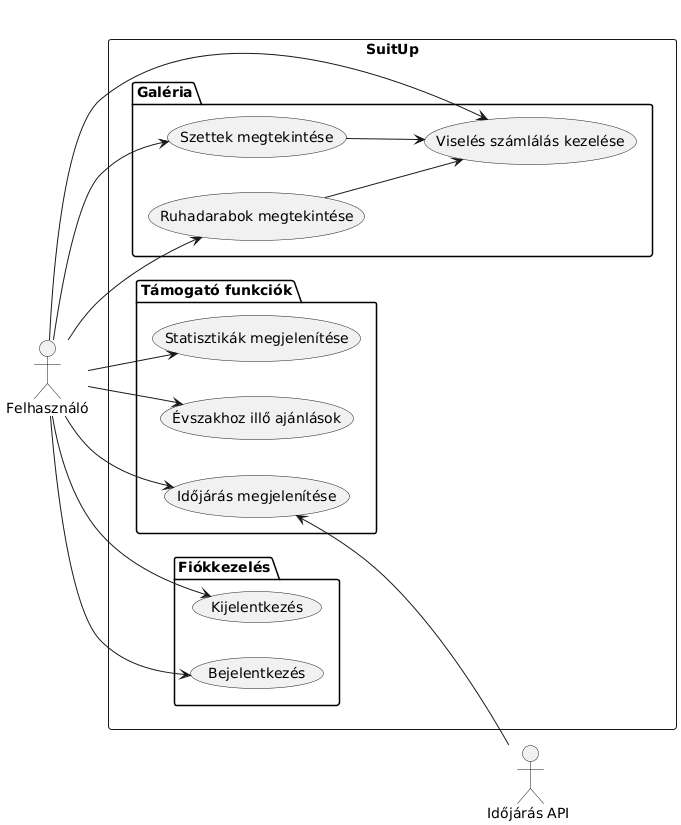 SuitUp
Galéria
Szettek megtekintése
Viselés számlálás kezelése
Ruhadarabok megtekintése
Támogató funkciók
Statisztikák megjelenítése
Felhasználó
Évszakhoz illő ajánlások
Időjárás megjelenítése
Fiókkezelés
Kijelentkezés
Bejelentkezés
Időjárás API